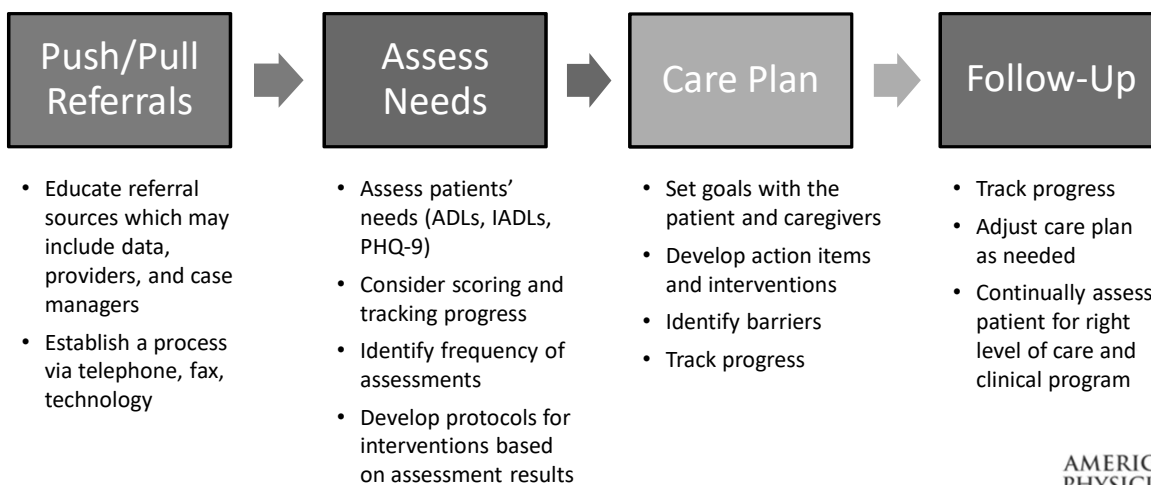 Push/Pull
Referrals
Assess
Needs
Care Plan
Follow-Up
• Educate referral
sources which may
include data,
providers, and case
managers
• Establish a process
via telephone, fax,
technology
• Assess patients'
needs (ADLs, IADLs,
PHQ-9)
• Consider scoring and
tracking progress
• Identify frequency of
assessments
• Develop protocols for
interventions based
on assessment results
• Set goals with the
patient and caregivers
• Develop action items
and interventions
• Identify barriers
• Track progress
• Track progress
• Adjust care plan
as needed
• Continually assess
patient for right
level of care and
clinical program